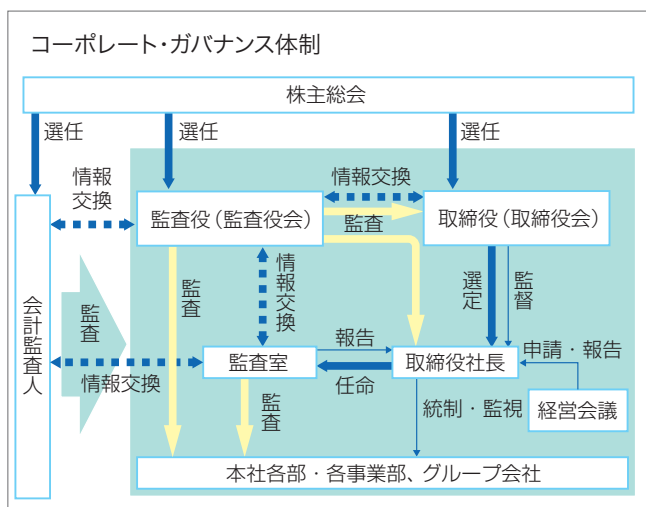 コーポレート・ガバナンス体制
株主総会
選任
選任
選任
情報
交換
情報交換
監査役（監査役会）
取締役（取締役会）
監査
会計監査人
監査
監査
情報交換
選定
監督
報告
申請・報告
情報交換
監査室
取締役社長
任命
監査
統制・監視
経営会議
本社各部・各事業部、グループ会社